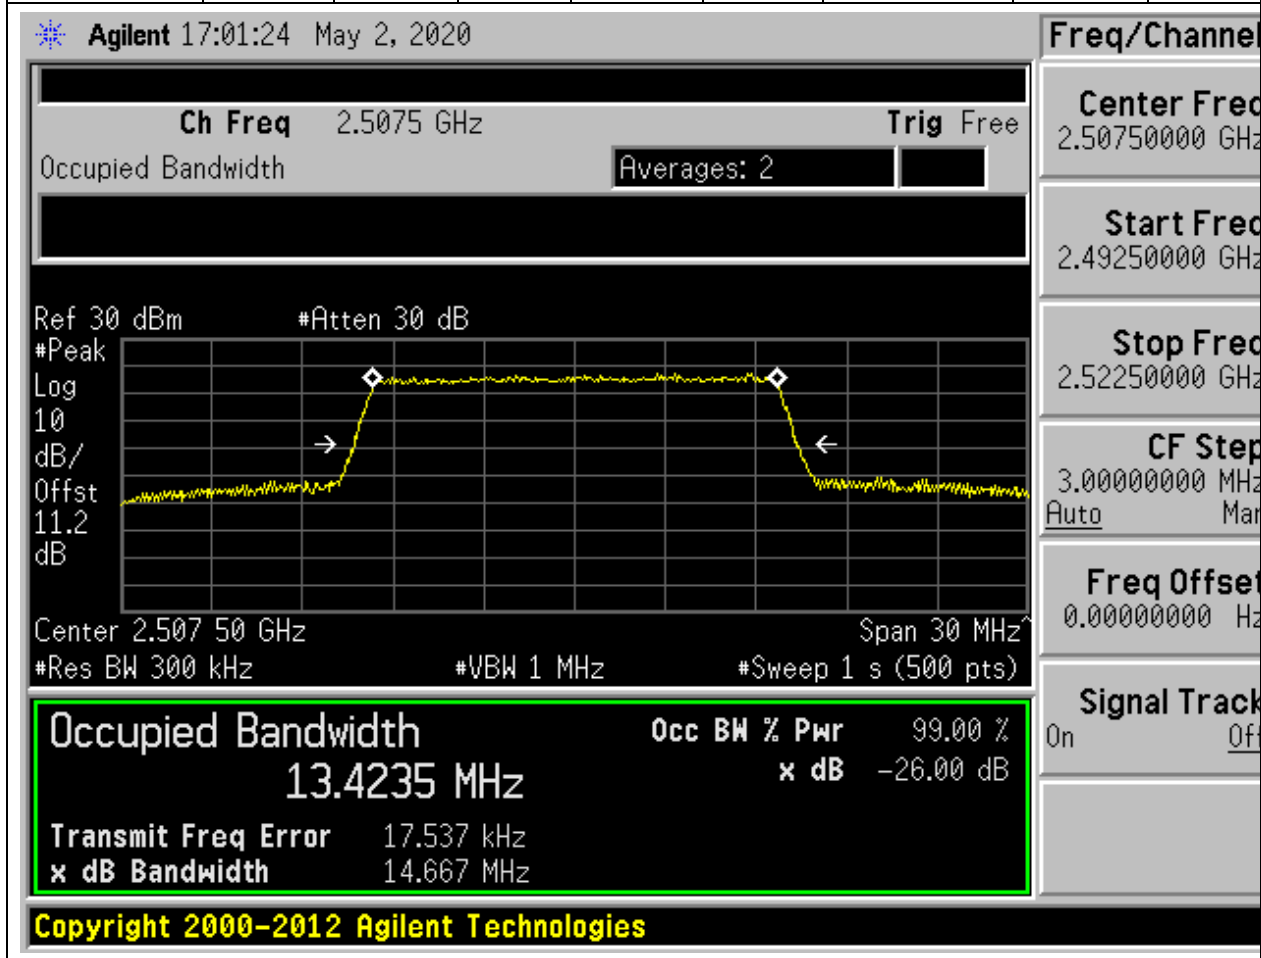 Agilent 17:01:24 May 2, 2020
Ch Freq 2.5075 GHz Trig Free
Occupied Bandwidth Averages: 2
Ref 30 dBm #Atten 30 dB
#Peak
Log
10
dB/
Offst
11.2
dB
Center 2.507 50 GHz Span 30 MHz^
#Res BW 300 kHz #VBW 1 MHz #Sweep 1 s (500 pts)
Occupied Bandwidth Occ BW % Pwr 99.00 %
13.4235 MHz x dB -26.00 dB
Transmit Freq Error 17.537 kHz
x dB Bandwidth 14.667 MHz
Copyright 2000-2012 Agilent Technologies
Freq/Channel
Center Freq
2.50750000 GHz
Start Freq
2.49250000 GHz
Stop Freq
2.52250000 GHz
CF Step
3.00000000 MHz
Auto Man
Freq Offset
0.00000000 Hz
Signal Track
On Off